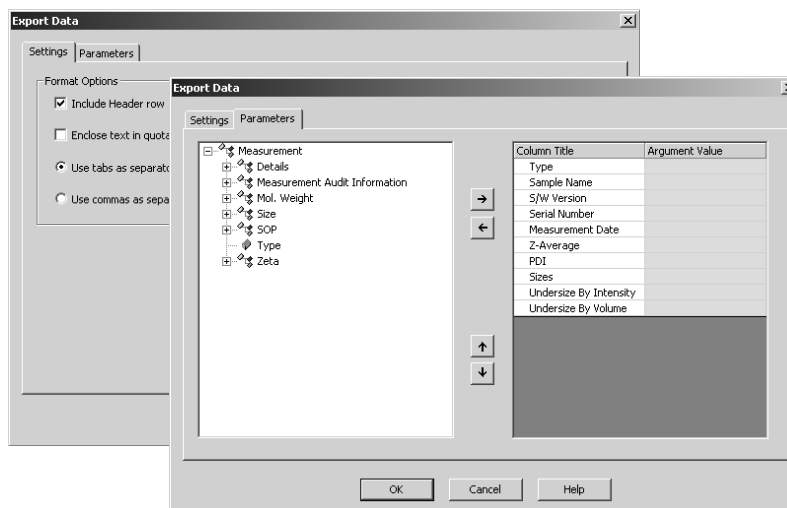 Export Data
Settings Parameters
Format Options
Include Header row
Enclose text in quota
Use tabs as separato
Use commas as sepa
Export Data
Settings Parameters
Measurement
Details
Measurement Audit Information
Mol. Weight
Size
SOP
Type
Zeta
Column Title Argument Value
Type
Sample Name
S/W Version
Serial Number
Measurement Date
Z-Average
PDI
Sizes
Undersize By Intensity
Undersize By Volume
OK Cancel Help